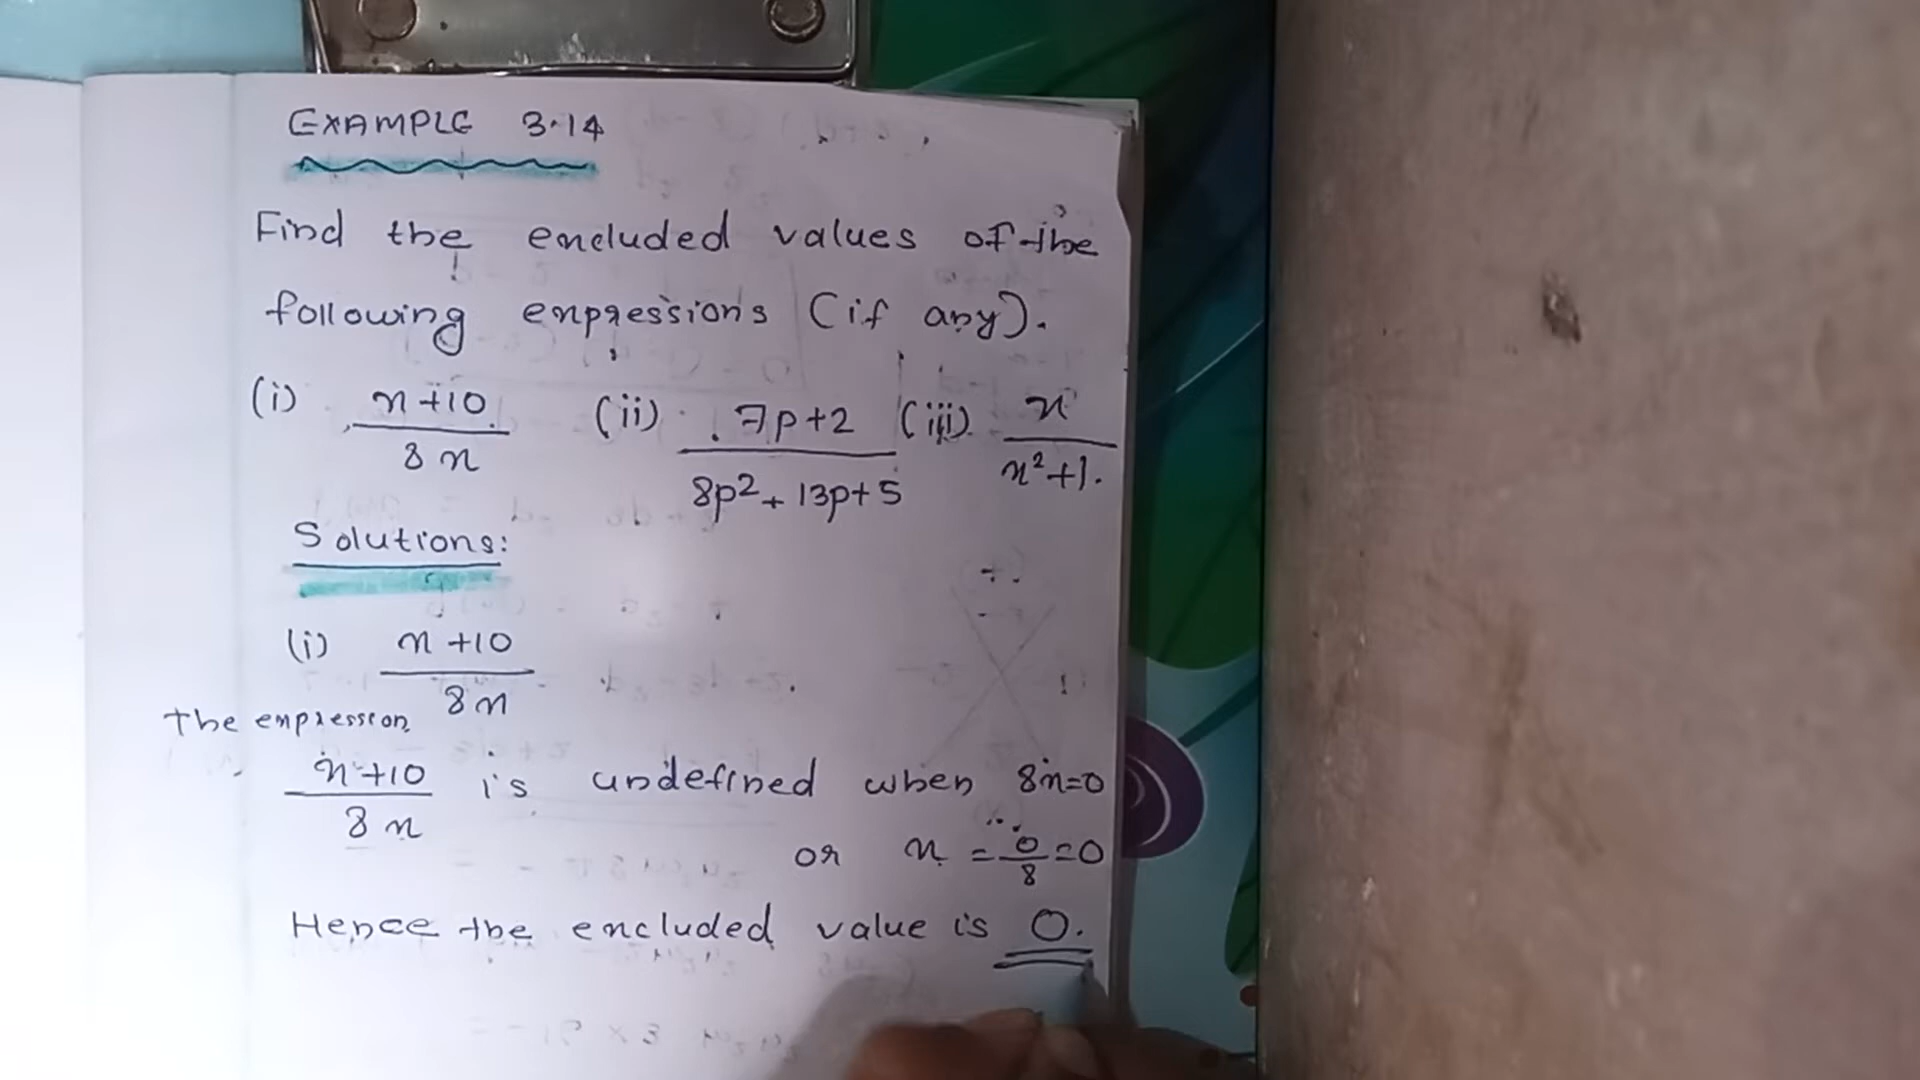 EXAMPLE 3.14
Find the excluded values of the
following expressions (if any).
(i) x+10 / 8x (ii) 7p+2 / 8p²+13p+5 (iii) x / x²+1.
Solutions:
(i) x+10 / 8x
The expression
x+10 / 8x is undefined when 8x=0
or x = 0/8 = 0
Hence the excluded value is 0.